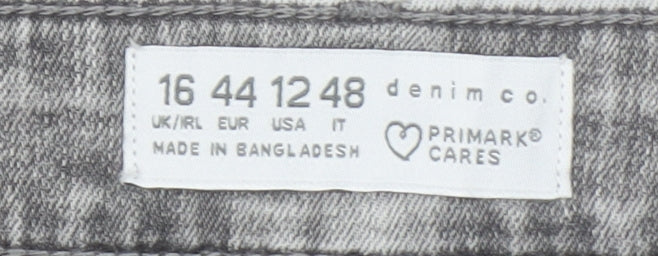 16 44 12 48
UK/IRL EUR USA IT
MADE IN BANGLADESH
denim co.
PRIMARK®
CARES